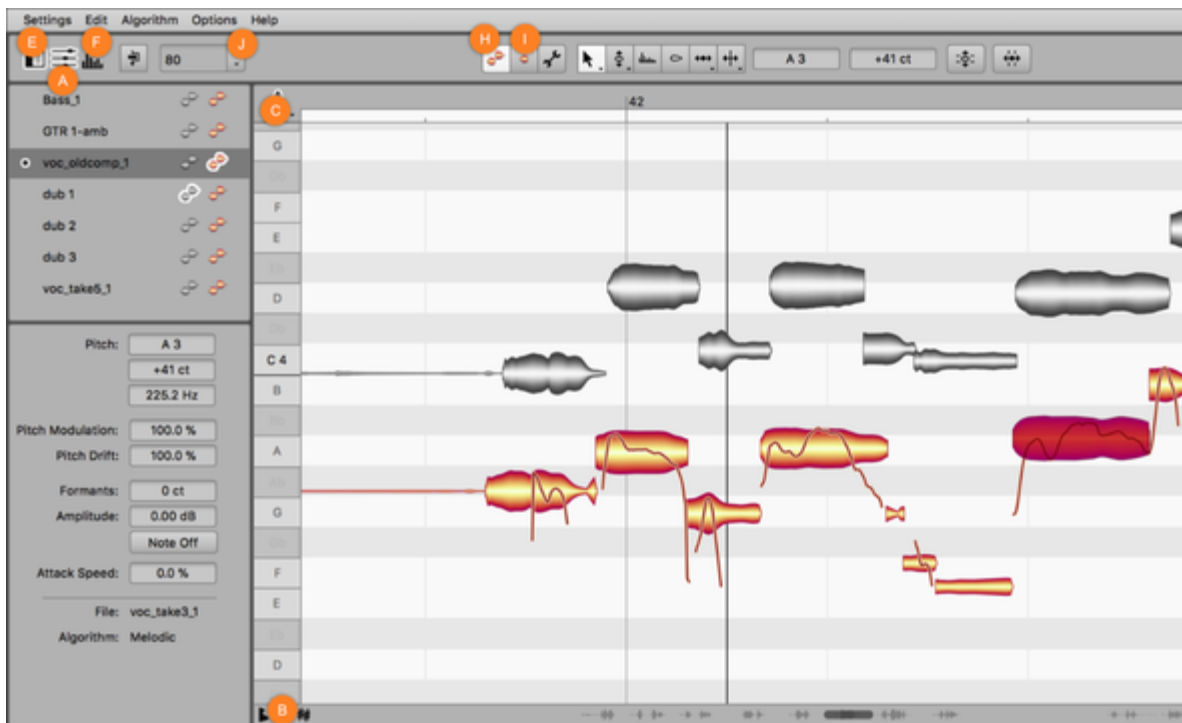 Settings Edit Algorithm Options Help
E F J H I
80 A 3 +41 ct
A
Bass_1
C 42
GTR 1-amb
G
voc_oldcomp_1
dub 1
F
dub 2
E
dub 3
voc_take5_1
D
Pitch: A 3
C 4
+41 ct
B
225.2 Hz
Pitch Modulation: 100.0 %
A
Pitch Drift: 100.0 %
Formants: 0 ct
Amplitude: 0.00 dB
G
Note Off
Attack Speed: 0.0 %
F
E
File: voc_take3_1
Algorithm: Melodic
D
B